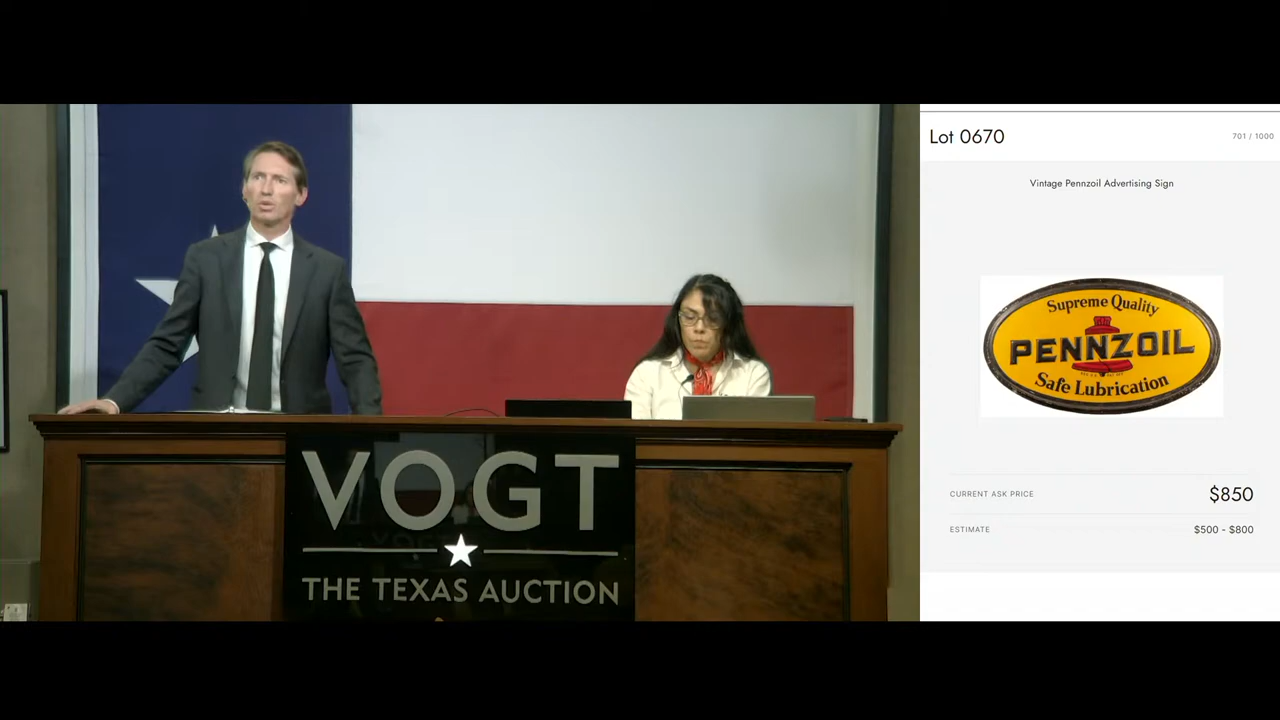 VOGT
THE TEXAS AUCTION
Lot 0670
701 / 1000
Vintage Pennzoil Advertising Sign
Supreme Quality
PENNZOIL
Safe Lubrication
CURRENT ASK PRICE
$850
ESTIMATE
$500 - $800